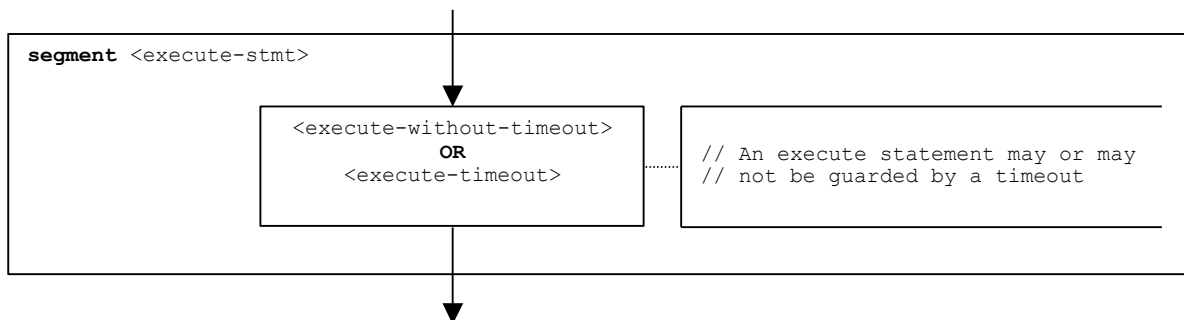 segment <execute-stmt>
<execute-without-timeout>
OR
<execute-timeout>
// An execute statement may or may
// not be guarded by a timeout